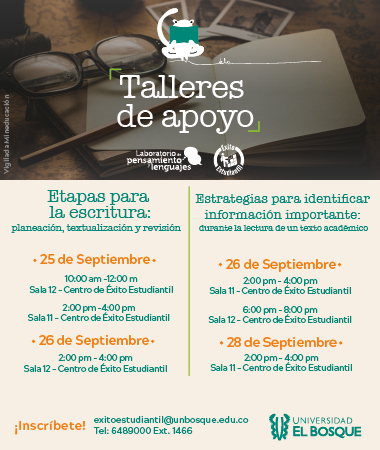 Talleres
de apoyo
Laboratorio de
pensamiento
y lenguajes
Éxito
Estudiantil
Vigilada Mineducación
Etapas para
la escritura:
planeación, textualización y revisión
• 25 de Septiembre •
10:00 am -12:00 m
Sala 12 - Centro de Éxito Estudiantil
2:00 pm -4:00 pm
Sala 11 - Centro de Éxito Estudiantil
• 26 de Septiembre •
2:00 pm - 4:00 pm
Sala 12 - Centro de Éxito Estudiantil
Estrategias para identificar
información importante:
durante la lectura de un texto académico
• 26 de Septiembre •
2:00 pm - 4:00 pm
Sala 11 - Centro de Éxito Estudiantil
6:00 pm - 8:00 pm
Sala 12 - Centro de Éxito Estudiantil
• 28 de Septiembre •
2:00 pm - 4:00 pm
Sala 11 - Centro de Éxito Estudiantil
¡Inscríbete!
exitoestudiantil@unbosque.edu.co
Tel: 6489000 Ext. 1466
UNIVERSIDAD
EL BOSQUE